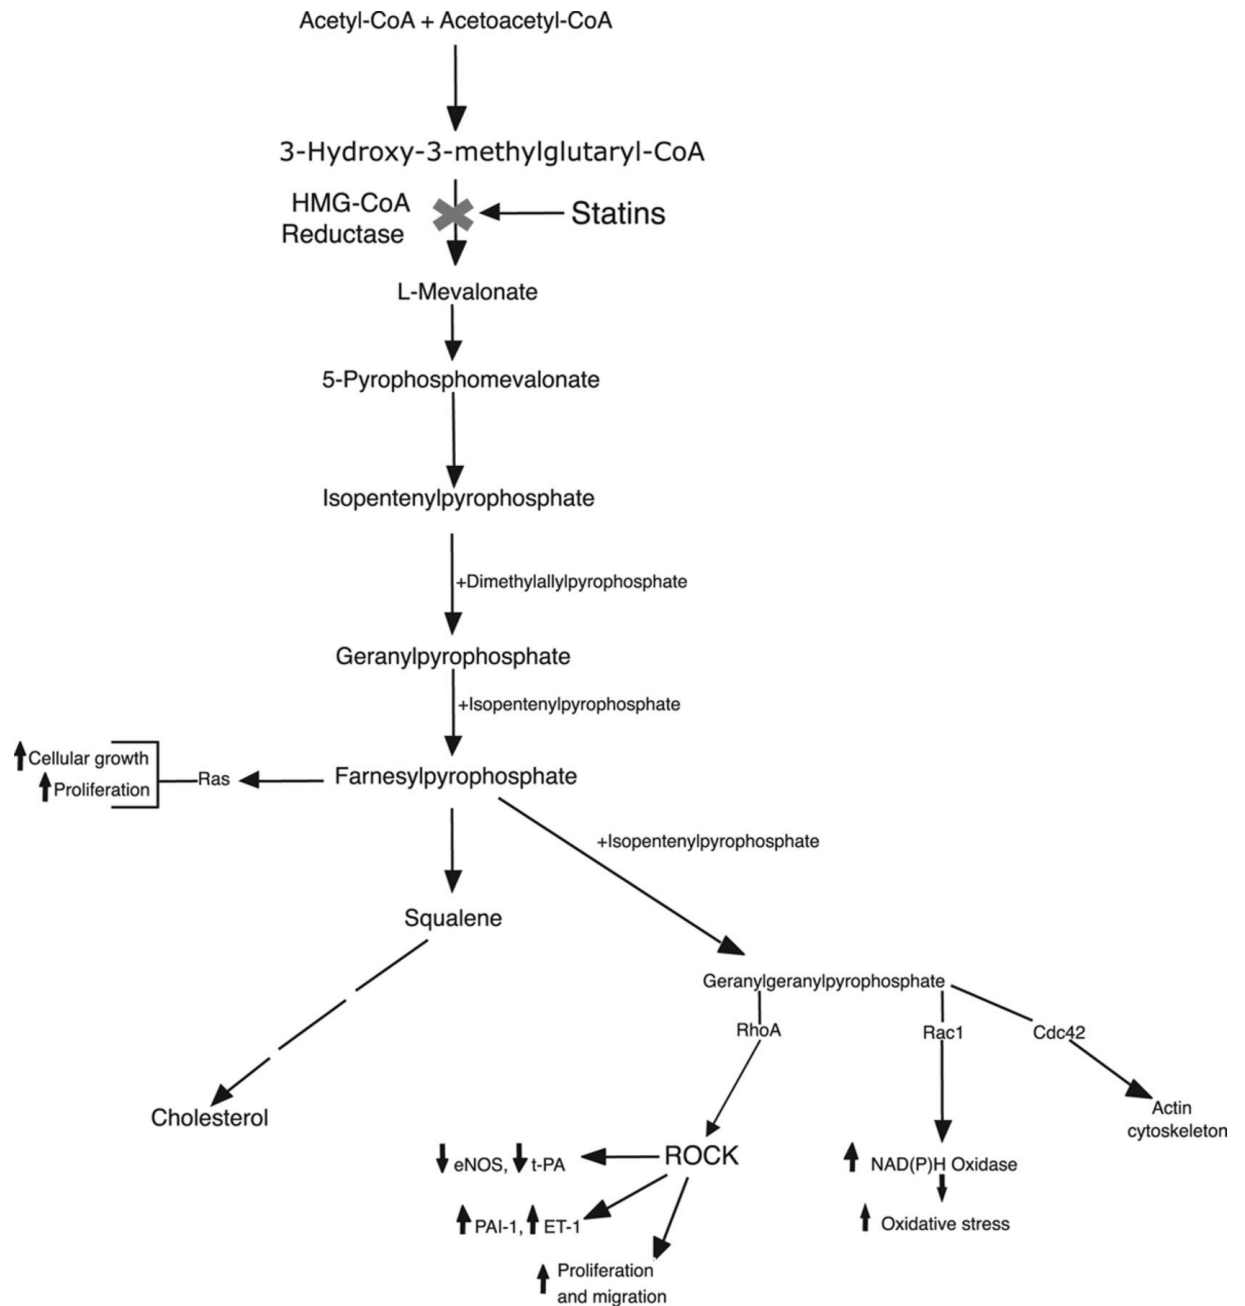 Acetyl-CoA + Acetoacetyl-CoA
3-Hydroxy-3-methylglutaryl-CoA
HMG-CoA
Reductase
Statins
L-Mevalonate
5-Pyrophosphomevalonate
Isopentenylpyrophosphate
+Dimethylallylpyrophosphate
Geranylpyrophosphate
+Isopentenylpyrophosphate
Cellular growth
Proliferation
Ras
Farnesylpyrophosphate
+Isopentenylpyrophosphate
Squalene
Geranylgeranylpyrophosphate
RhoA
Rac1
Cdc42
Cholesterol
Actin
cytoskeleton
ROCK
eNOS, t-PA
NAD(P)H Oxidase
PAI-1, ET-1
Oxidative stress
Proliferation
and migration